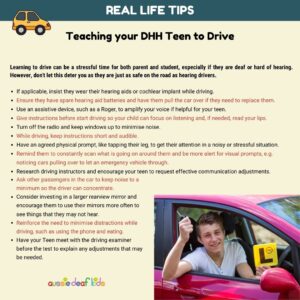 REAL LIFE TIPS
Teaching your DHH Teen to Drive
Learning to drive can be a stressful time for both parent and student, especially if they are deaf or hard of hearing.
However, don't let this deter you as they are just as safe on the road as hearing drivers.
• If applicable, insist they wear their hearing aids or cochlear implant while driving.
• Ensure they have spare hearing aid batteries and have them pull the car over if they need to replace them.
• Use an assistive device, such as a Roger, to amplify your voice if helpful for your teen.
• Give instructions before start driving so your child can focus on listening and, if needed, read your lips.
• Turn off the radio and keep windows up to minimise noise.
• While driving, keep instructions short and audible.
• Have an agreed physical prompt, like tapping their leg, to get their attention in a noisy or stressful situation.
• Remind them to constantly scan what is going on around them and be more alert for visual prompts, e.g.
noticing cars pulling over to let an emergency vehicle through.
• Research driving instructors and encourage your teen to request effective communication adjustments.
• Ask other passengers in the car to keep noise to a
minimum so the driver can concentrate.
• Consider investing in a larger rearview mirror and
encourage them to use their mirrors more often to
see things that they may not hear.
• Reinforce the need to minimise distractions while
driving, such as using the phone and eating.
• Have your Teen meet with the driving examiner
before the test to explain any adjustments that may
be needed.
aussie deaf kids
L